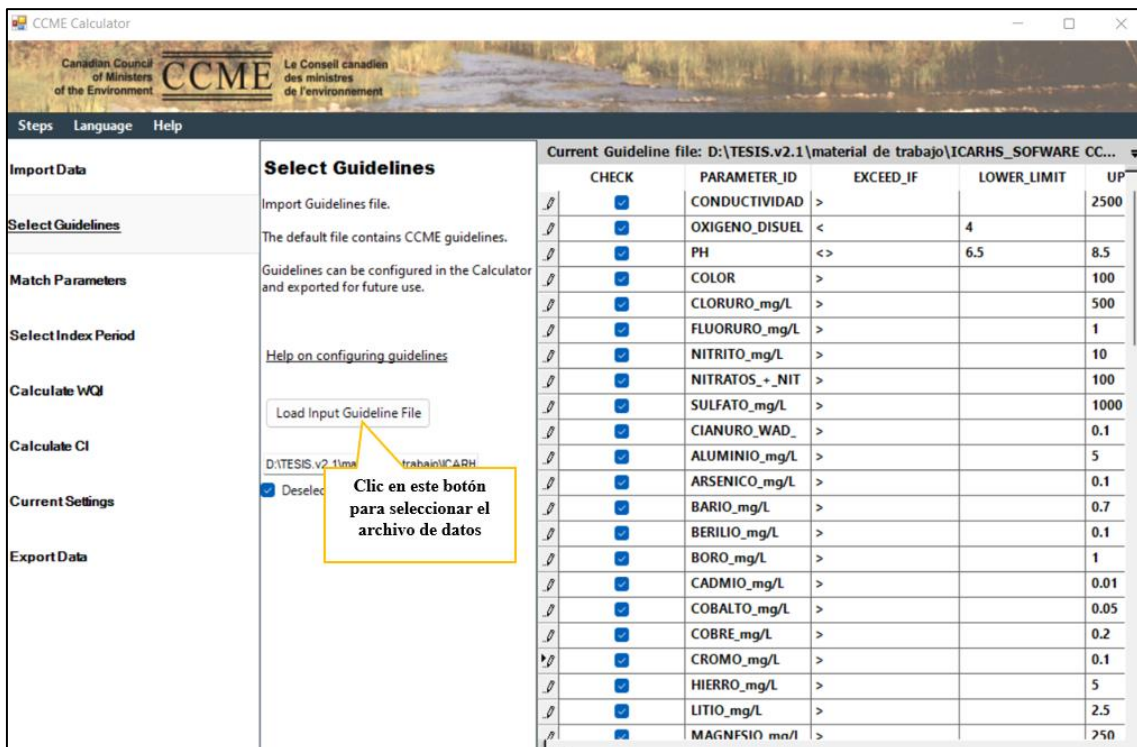 CCME Calculator
Canadian Council
of Ministers
of the Environment
CCME
Le Conseil canadien
des ministres
de l'environnement
Steps Language Help
Import Data
Select Guidelines
Match Parameters
Select Index Period
Calculate WQI
Calculate CI
Current Settings
Export Data
Select Guidelines
Import Guidelines file.
The default file contains CCME guidelines.
Guidelines can be configured in the Calculator
and exported for future use.
Help on configuring guidelines
Load Input Guideline File
D:\TESIS.v2.1\ma trabajo\ICARH
Deselec
Clic en este botón
para seleccionar el
archivo de datos
Current Guideline file: D:\TESIS.v2.1\material de trabajo\ICARHS_SOFWARE CC...
CHECK PARAMETER_ID EXCEED_IF LOWER_LIMIT UP
CONDUCTIVIDAD > 2500
OXIGENO_DISUEL < 4
PH <> 6.5 8.5
COLOR > 100
CLORURO_mg/L > 500
FLUORURO_mg/L > 1
NITRITO_mg/L > 10
NITRATOS_+_NIT > 100
SULFATO_mg/L > 1000
CIANURO_WAD_ > 0.1
ALUMINIO_mg/L > 5
ARSENICO_mg/L > 0.1
BARIO_mg/L > 0.7
BERILIO_mg/L > 0.1
BORO_mg/L > 1
CADMIO_mg/L > 0.01
COBALTO_mg/L > 0.05
COBRE_mg/L > 0.2
CROMO_mg/L > 0.1
HIERRO_mg/L > 5
LITIO_mg/L > 2.5
MAGNESIO_mg/L > 250